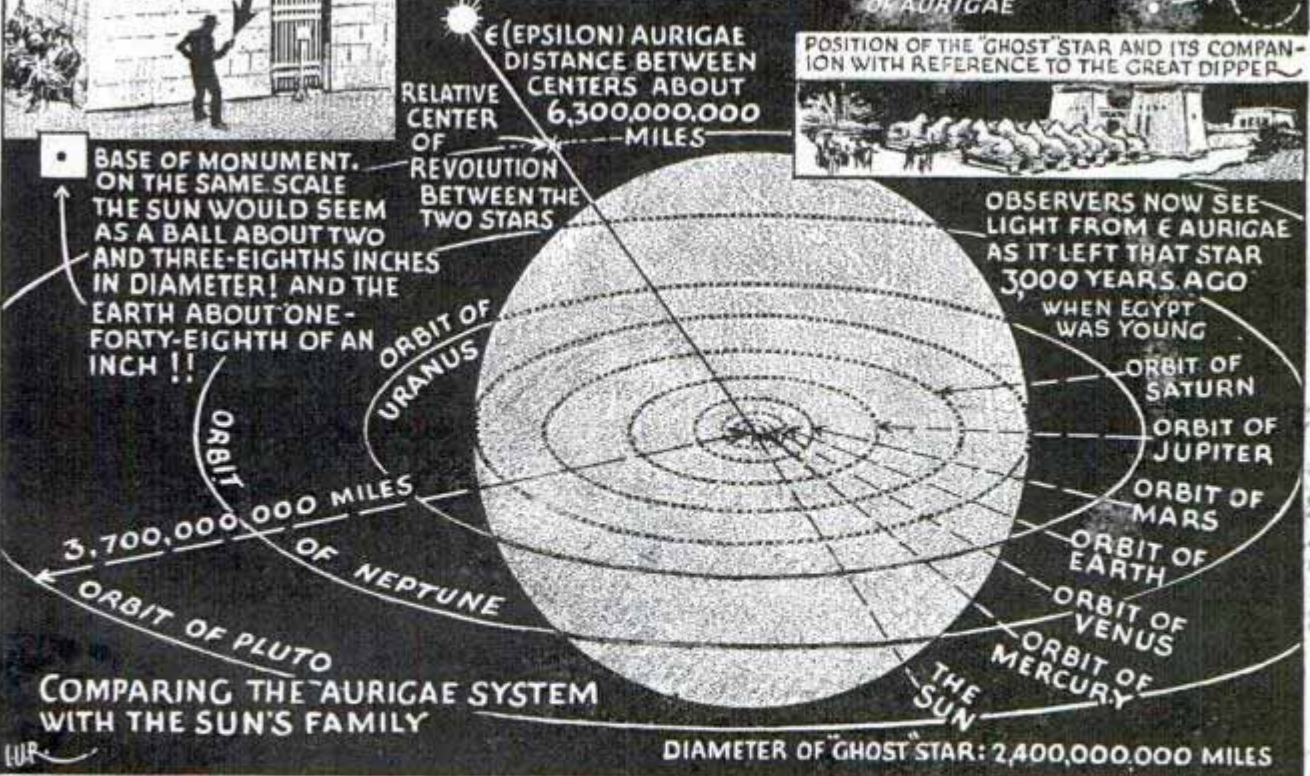 OF AURIGAE
POSITION OF THE "GHOST" STAR AND ITS COMPAN-
ION WITH REFERENCE TO THE GREAT DIPPER
ε (EPSILON) AURIGAE
DISTANCE BETWEEN
CENTERS ABOUT
6,300,000,000
MILES
RELATIVE
CENTER
OF
REVOLUTION
BETWEEN THE
TWO STARS
BASE OF MONUMENT.
ON THE SAME SCALE
THE SUN WOULD SEEM
AS A BALL ABOUT TWO
AND THREE-EIGHTHS INCHES
IN DIAMETER! AND THE
EARTH ABOUT ONE-
FORTY-EIGHTH OF AN
INCH !!
OBSERVERS NOW SEE
LIGHT FROM ε AURIGAE
AS IT LEFT THAT STAR
3,000 YEARS AGO
WHEN EGYPT
WAS YOUNG
ORBIT OF
URANUS
ORBIT OF
SATURN
ORBIT OF
JUPITER
ORBIT OF
MARS
ORBIT OF
EARTH
ORBIT OF
VENUS
ORBIT OF
MERCURY
THE
SUN
ORBIT OF NEPTUNE
3,700,000,000 MILES
ORBIT OF PLUTO
COMPARING THE AURIGAE SYSTEM
WITH THE SUN'S FAMILY
DIAMETER OF "GHOST" STAR: 2,400,000,000 MILES